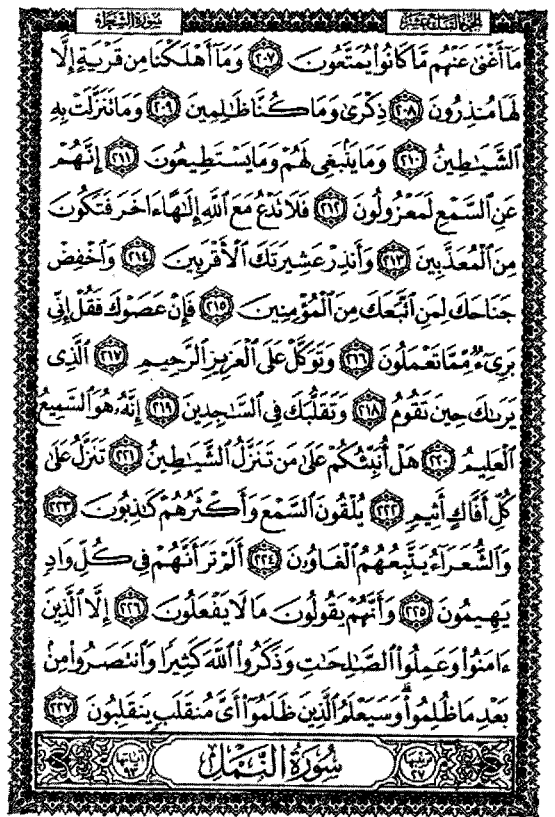 الجزء التاسع عشر سورة الشعراء
مَآ أَغْنَىٰ عَنْهُم مَّا كَانُوا۟ يُمَتَّعُونَ ﴿٢٠٧﴾ وَمَآ أَهْلَكْنَا مِن قَرْيَةٍ إِلَّا
لَهَا مُنذِرُونَ ﴿٢٠٨﴾ ذِكْرَىٰ وَمَا كُنَّا ظَٰلِمِينَ ﴿٢٠٩﴾ وَمَا تَنَزَّلَتْ بِهِ
ٱلشَّيَٰطِينُ ﴿٢١٠﴾ وَمَا يَنۢبَغِى لَهُمْ وَمَا يَسْتَطِيعُونَ ﴿٢١١﴾ إِنَّهُمْ
عَنِ ٱلسَّمْعِ لَمَعْزُولُونَ ﴿٢١٢﴾ فَلَا تَدْعُ مَعَ ٱللَّهِ إِلَٰهًا ءَاخَرَ فَتَكُونَ
مِنَ ٱلْمُعَذَّبِينَ ﴿٢١٣﴾ وَأَنذِرْ عَشِيرَتَكَ ٱلْأَقْرَبِينَ ﴿٢١٤﴾ وَٱخْفِضْ
جَنَاحَكَ لِمَنِ ٱتَّبَعَكَ مِنَ ٱلْمُؤْمِنِينَ ﴿٢١٥﴾ فَإِنْ عَصَوْكَ فَقُلْ إِنِّى
بَرِىٓءٌ مِّمَّا تَعْمَلُونَ ﴿٢١٦﴾ وَتَوَكَّلْ عَلَى ٱلْعَزِيزِ ٱلرَّحِيمِ ﴿٢١٧﴾ ٱلَّذِى
يَرَىٰكَ حِينَ تَقُومُ ﴿٢١٨﴾ وَتَقَلُّبَكَ فِى ٱلسَّٰجِدِينَ ﴿٢١٩﴾ إِنَّهُۥ هُوَ ٱلسَّمِيعُ
ٱلْعَلِيمُ ﴿٢٢٠﴾ هَلْ أُنَبِّئُكُمْ عَلَىٰ مَن تَنَزَّلُ ٱلشَّيَٰطِينُ ﴿٢٢١﴾ تَنَزَّلُ عَلَىٰ
كُلِّ أَفَّاكٍ أَثِيمٍ ﴿٢٢٢﴾ يُلْقُونَ ٱلسَّمْعَ وَأَكْثَرُهُمْ كَٰذِبُونَ ﴿٢٢٣﴾
وَٱلشُّعَرَآءُ يَتَّبِعُهُمُ ٱلْغَاوُۥنَ ﴿٢٢٤﴾ أَلَمْ تَرَ أَنَّهُمْ فِى كُلِّ وَادٍ
يَهِيمُونَ ﴿٢٢٥﴾ وَأَنَّهُمْ يَقُولُونَ مَا لَا يَفْعَلُونَ ﴿٢٢٦﴾ إِلَّا ٱلَّذِينَ
ءَامَنُوا۟ وَعَمِلُوا۟ ٱلصَّٰلِحَٰتِ وَذَكَرُوا۟ ٱللَّهَ كَثِيرًا وَٱنتَصَرُوا۟ مِنۢ
بَعْدِ مَا ظُلِمُوا۟ ۗ وَسَيَعْلَمُ ٱلَّذِينَ ظَلَمُوٓا۟ أَىَّ مُنقَلَبٍ يَنقَلِبُونَ ﴿٢٢٧﴾
ترتيبها ٢٧ سُورَةُ النَّمْل آياتها ٩٣